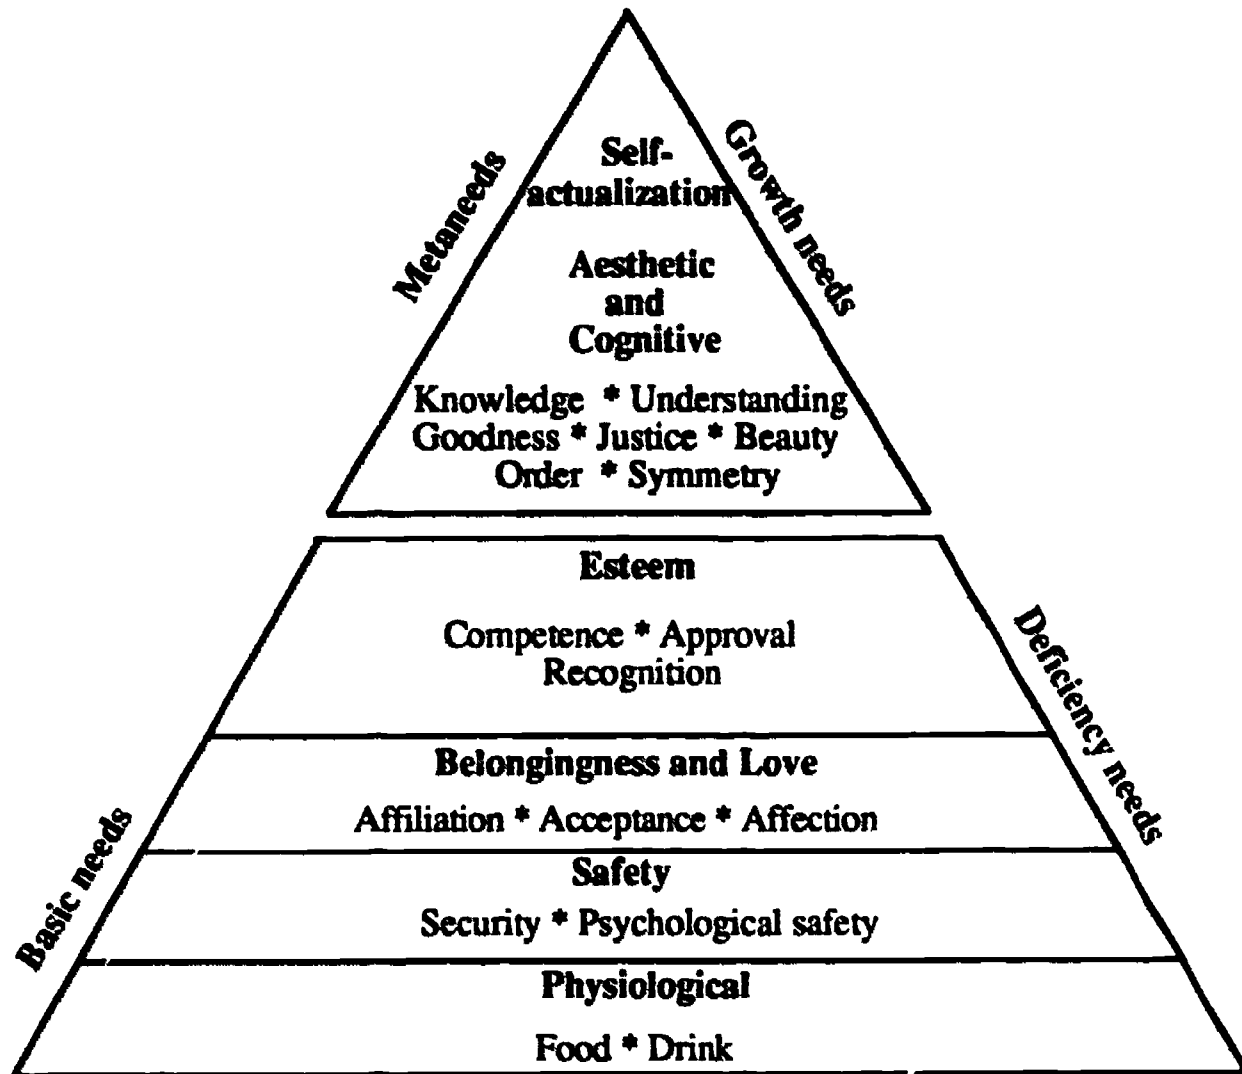 Self-
actualization
Metaneeds
Growth needs
Aesthetic
and
Cognitive
Knowledge * Understanding
Goodness * Justice * Beauty
Order * Symmetry
Esteem
Competence * Approval
Recognition
Deficiency needs
Belongingness and Love
Affiliation * Acceptance * Affection
Basic needs
Safety
Security * Psychological safety
Physiological
Food * Drink